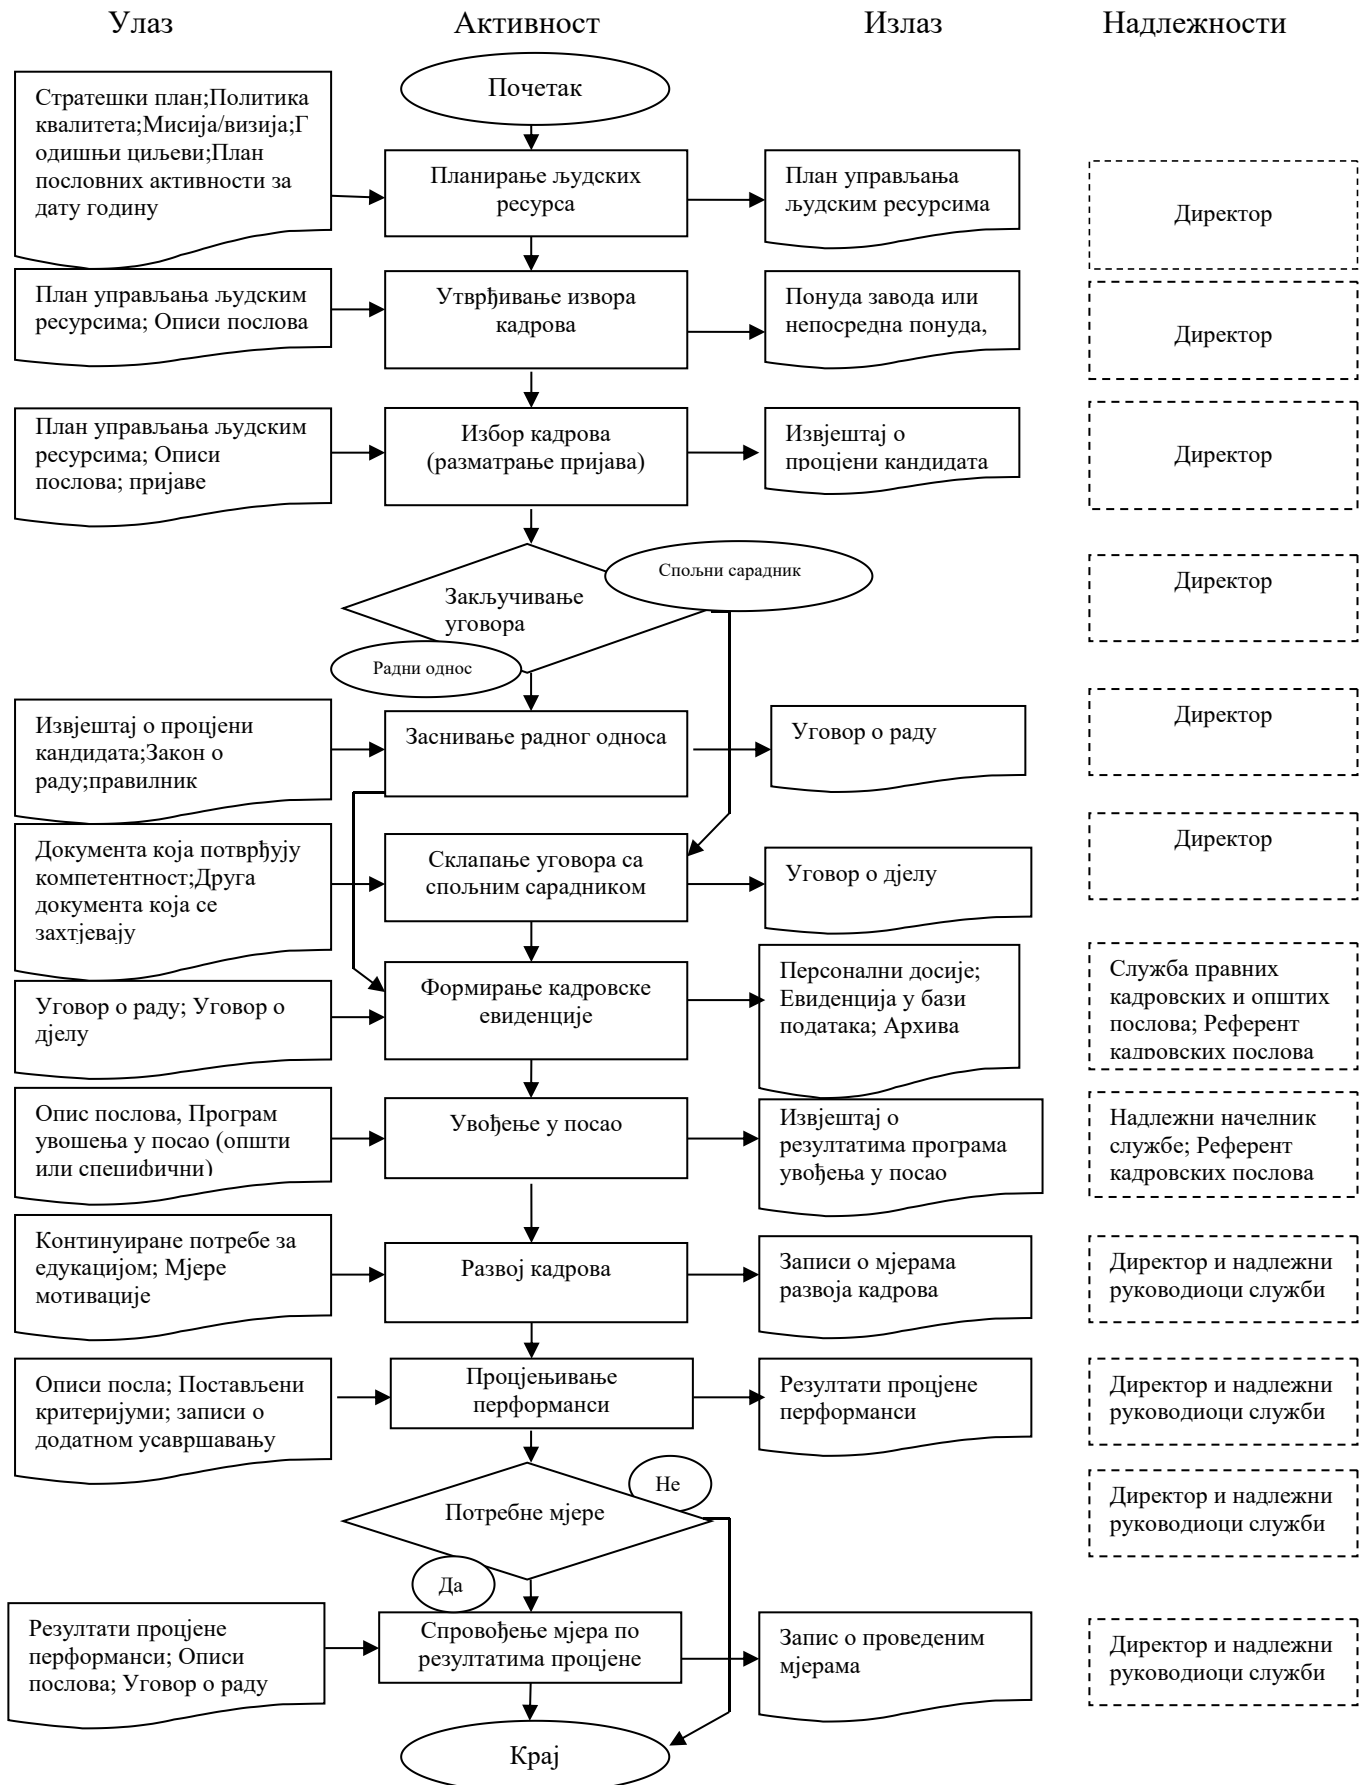 Улаз
Активност
Излаз
Надлежности
Почетак
Стратешки план;Политика
квалитета;Мисија/визија;Г
одишњи циљеви;План
пословних активности за
дату годину
Планирање људских
ресурса
План управљања
људским ресурсима
Директор
План управљања људским
ресурсима; Описи послова
Утврђивање извора
кадрова
Понуда завода или
непосредна понуда,
Директор
План управљања људским
ресурсима; Описи
послова; пријаве
Избор кадрова
(разматрање пријава)
Извјештај о
процјени кандидата
Директор
Закључивање
уговора
Спољни сарадник
Радни однос
Директор
Извјештај о процјени
кандидата;Закон о
раду;правилник
Заснивање радног односа
Уговор о раду
Директор
Документа која потврђују
компетентност;Друга
документа која се
захтјевају
Склапање уговора са
спољним сарадником
Уговор о дјелу
Директор
Уговор о раду; Уговор о
дјелу
Формирање кадровске
евиденције
Персонални досије;
Евиденција у бази
података; Архива
Служба правних
кадровских и општих
послова; Референт
кадровских послова
Опис послова, Програм
увошења у посао (општи
или специфични)
Увођење у посао
Извјештај о
резултатима програма
увођења у посао
Надлежни начелник
службе; Референт
кадровских послова
Континуиране потребе за
едукацијом; Мјере
мотивације
Развој кадрова
Записи о мјерама
развоја кадрова
Директор и надлежни
руководиоци служби
Описи посла; Постављени
критеријуми; записи о
додатном усавршавању
Процјењивање
перформанси
Резултати процјене
перформанси
Директор и надлежни
руководиоци служби
Потребне мјере
Не
Да
Директор и надлежни
руководиоци служби
Резултати процјене
перформанси; Описи
послова; Уговор о раду
Спровођење мјера по
резултатима процјене
Запис о проведеним
мјерама
Директор и надлежни
руководиоци служби
Крај